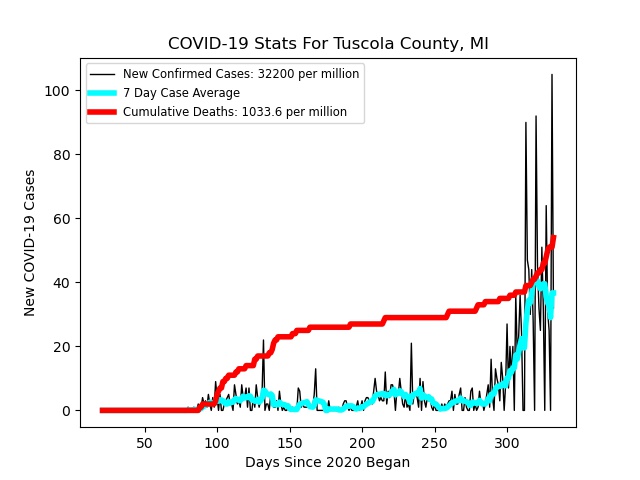 COVID-19 Stats For Tuscola County, MI
New Confirmed Cases: 32200 per million
7 Day Case Average
Cumulative Deaths: 1033.6 per million
New COVID-19 Cases
100
80
60
40
20
0
50
100
150
200
250
300
Days Since 2020 Began